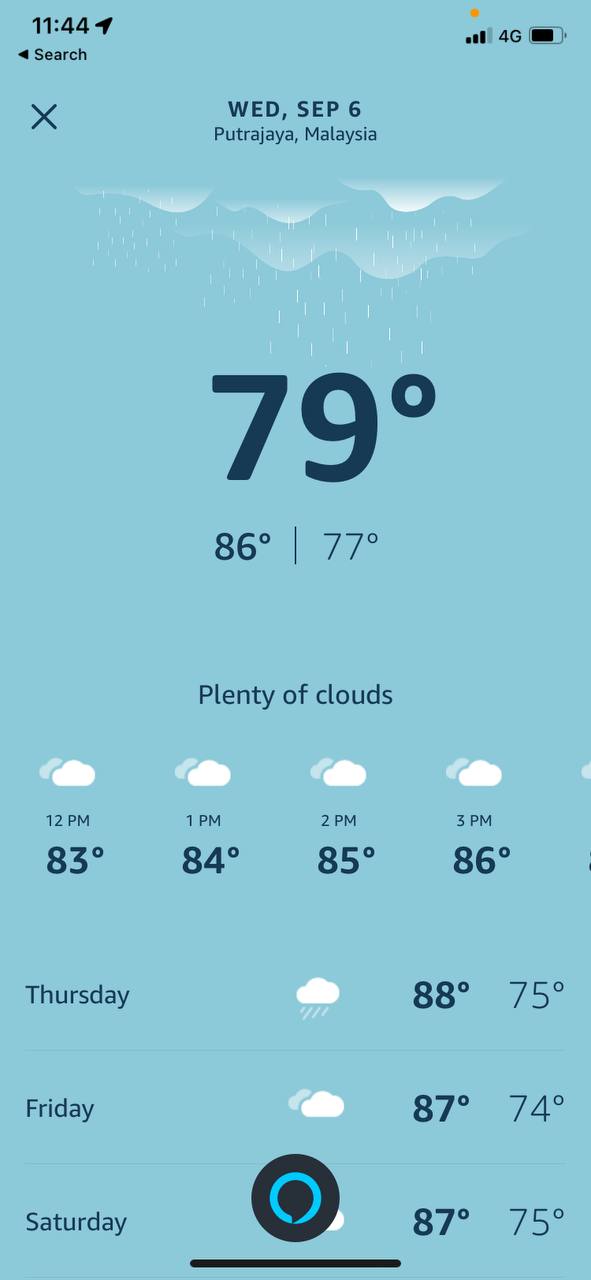 11:44
4G
◀ Search
WED, SEP 6
Putrajaya, Malaysia
79°
86° | 77°
Plenty of clouds
12 PM 1 PM 2 PM 3 PM
83° 84° 85° 86°
Thursday 88° 75°
Friday 87° 74°
Saturday 87° 75°